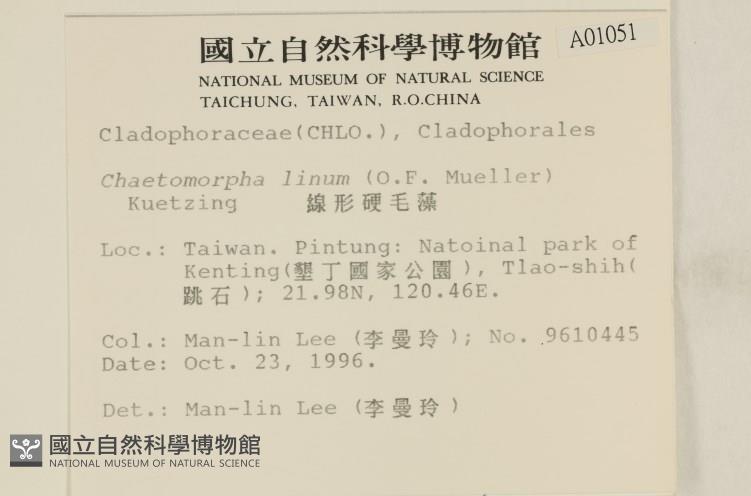 國立自然科學博物館
A01051
NATIONAL MUSEUM OF NATURAL SCIENCE
TAICHUNG, TAIWAN, R.O.CHINA
Cladophoraceae(CHLO.), Cladophorales
Chaetomorpha linum (O.F. Mueller)
Kuetzing 線形硬毛藻
Loc.: Taiwan. Pintung: Natoinal park of
Kenting(墾丁國家公園), Tlao-shih(
跳石); 21.98N, 120.46E.
Col.: Man-lin Lee (李曼玲); No. 9610445
Date: Oct. 23, 1996.
Det.: Man-lin Lee (李曼玲)
國立自然科學博物館
NATIONAL MUSEUM OF NATURAL SCIENCE